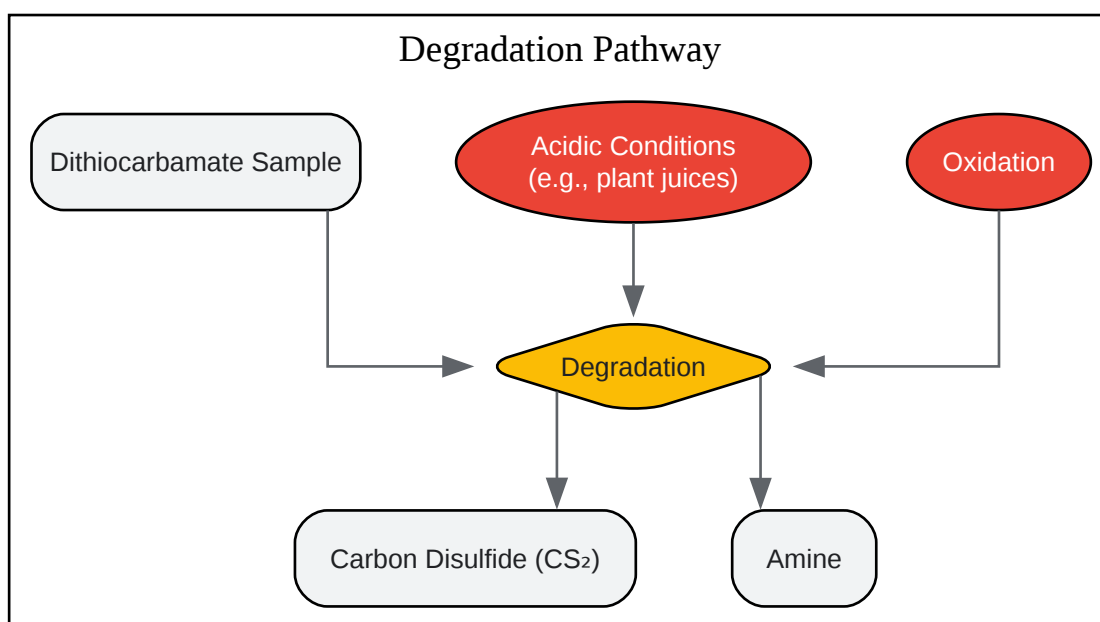 Degradation Pathway
Dithiocarbamate Sample
Acidic Conditions
(e.g., plant juices)
Oxidation
Degradation
Carbon Disulfide (CS₂)
Amine